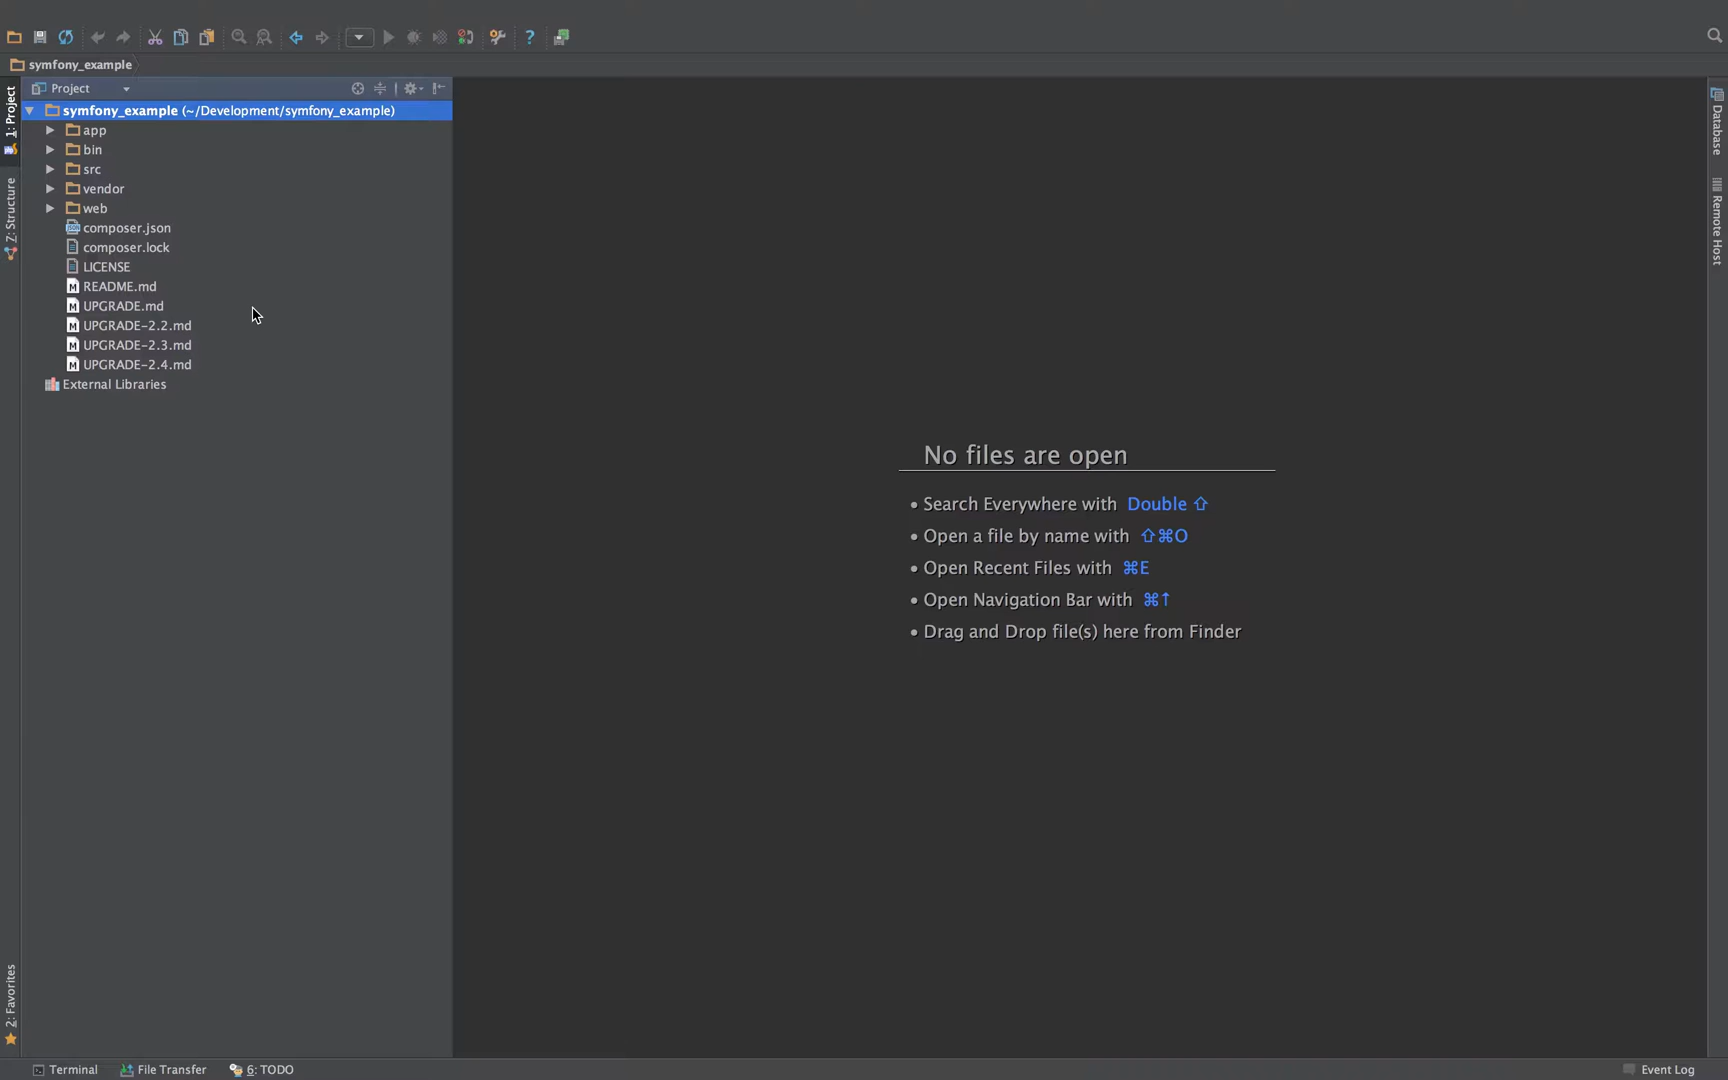 symfony_example
Project
symfony_example (~/Development/symfony_example)
app
bin
src
vendor
web
composer.json
composer.lock
LICENSE
README.md
UPGRADE.md
UPGRADE-2.2.md
UPGRADE-2.3.md
UPGRADE-2.4.md
External Libraries
1: Project
7: Structure
2: Favorites
No files are open
• Search Everywhere with Double ⇧
• Open a file by name with ⇧⌘O
• Open Recent Files with ⌘E
• Open Navigation Bar with ⌘↑
• Drag and Drop file(s) here from Finder
Database
Remote Host
Terminal
File Transfer
6: TODO
Event Log